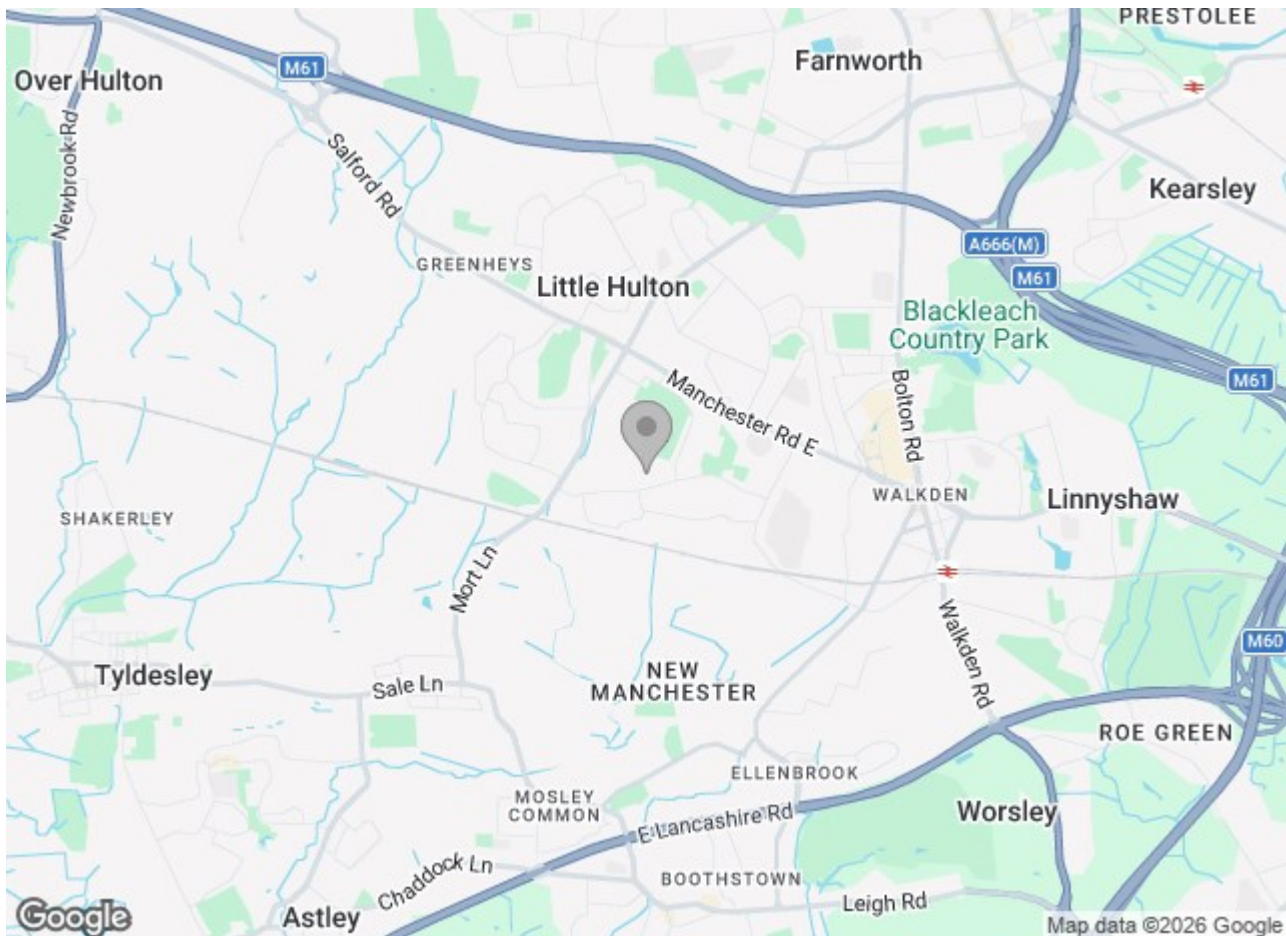 PRESTOLEE
Farnworth
M61
Over Hulton
Newbrook Rd
Salford Rd
Kearsley
A666(M)
M61
GREENHEYS
Little Hulton
Blackleach
Country Park
M61
Manchester Rd E
Bolton Rd
WALKDEN
Linnyshaw
SHAKERLEY
Mort Ln
Walkden Rd
M60
Tyldesley
Sale Ln
NEW
MANCHESTER
ROE GREEN
ELLENBROOK
MOSLEY
COMMON
E Lancashire Rd
Worsley
Chaddock Ln
BOOTHSTOWN
Leigh Rd
Astley
Google
Map data ©2026 Google